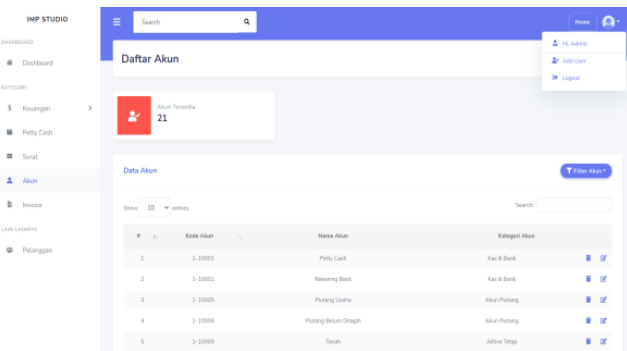 IMP STUDIO
Search
Home
Hi, Admin
Add User
Logout
DASHBOARD
Dashboard
KATEGORI
Keuangan
Petty Cash
Surat
Akun
Invoice
LAIN-LAINNYA
Pelanggan
Daftar Akun
Akun Tersedia
21
Data Akun
Filter Akun
Show 10 entries
Search:
# Kode Akun Nama Akun Kategori Akun
1 1-10001 Petty Cash Kas & Bank
2 1-10002 Rekening Bank Kas & Bank
3 1-10005 Piutang Usaha Akun Piutang
4 1-10006 Piutang Belum Ditagih Akun Piutang
5 1-10009 Tanah Aktiva Tetap